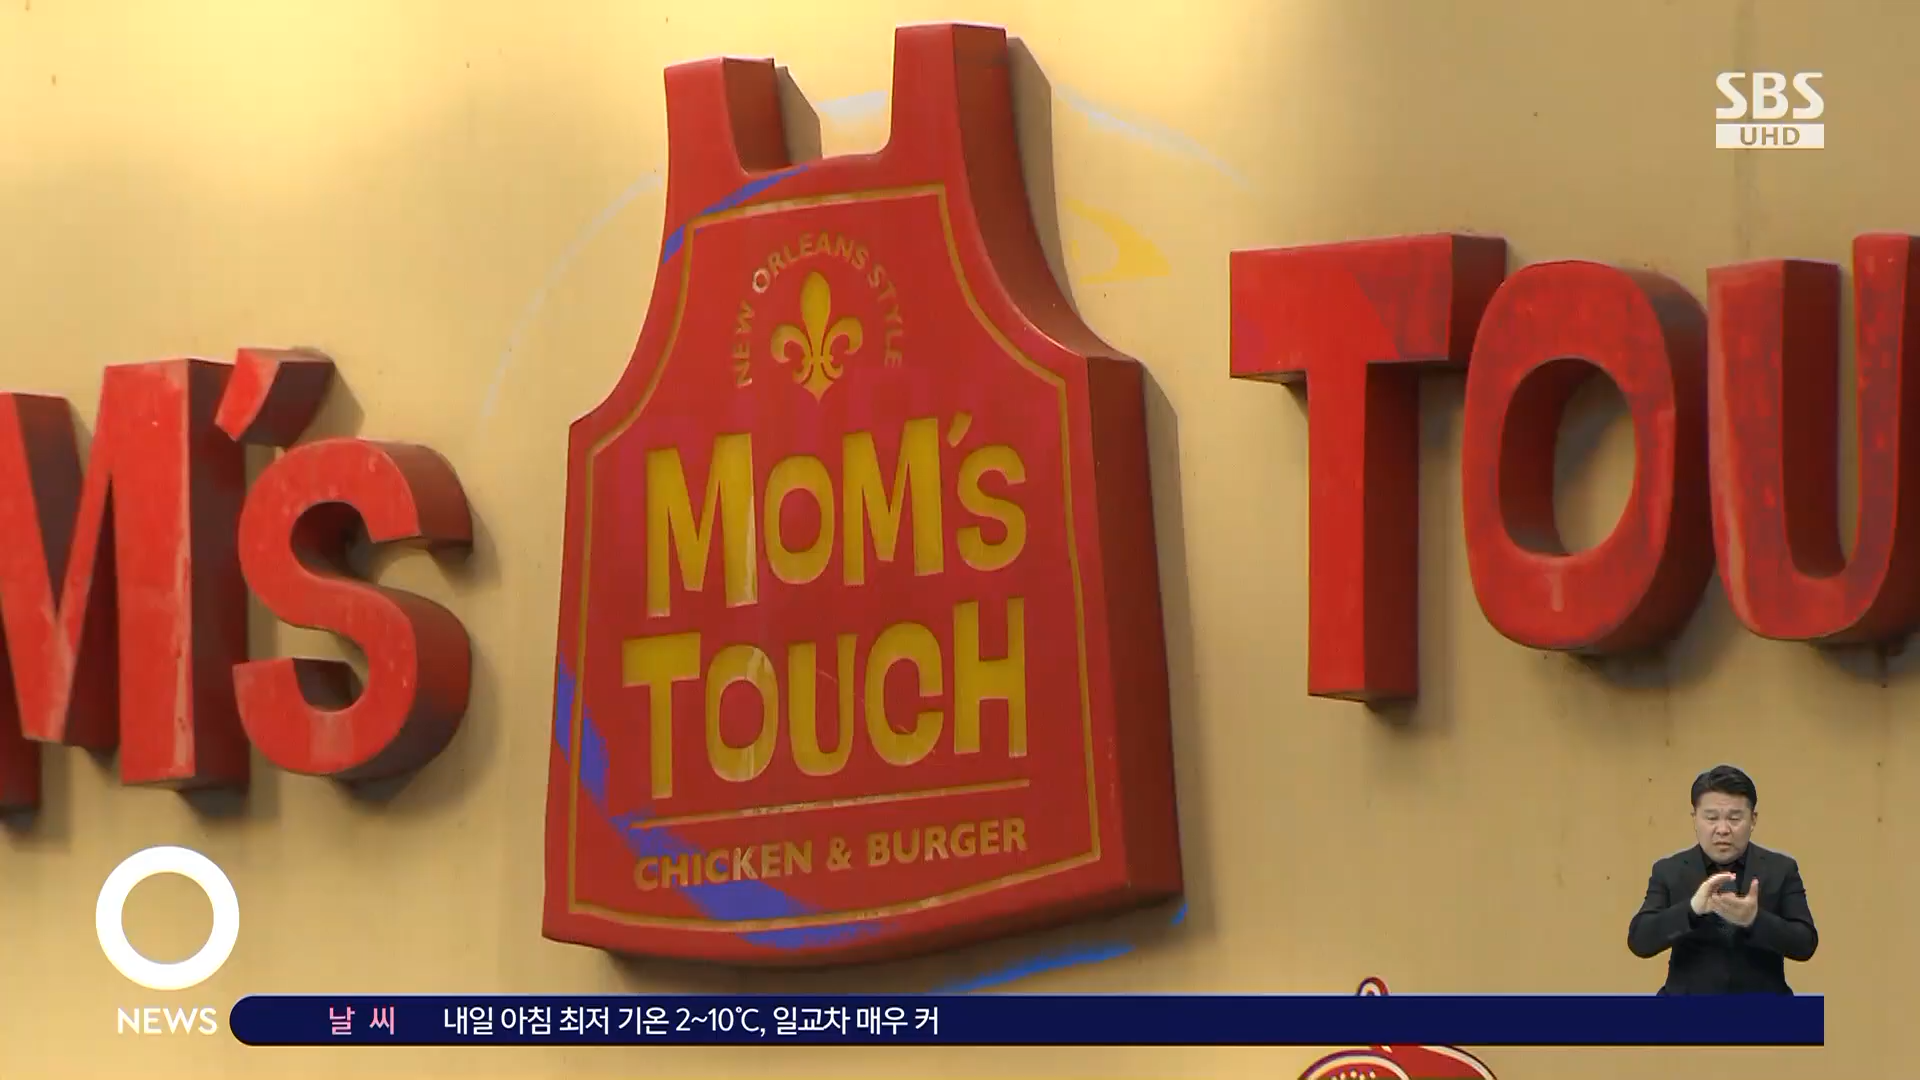 SBS
UHD
M's
NEW ORLEANS STYLE
MOM'S
TOUCH
CHICKEN & BURGER
TOU
NEWS
날씨 내일 아침 최저 기온 2~10℃, 일교차 매우 커